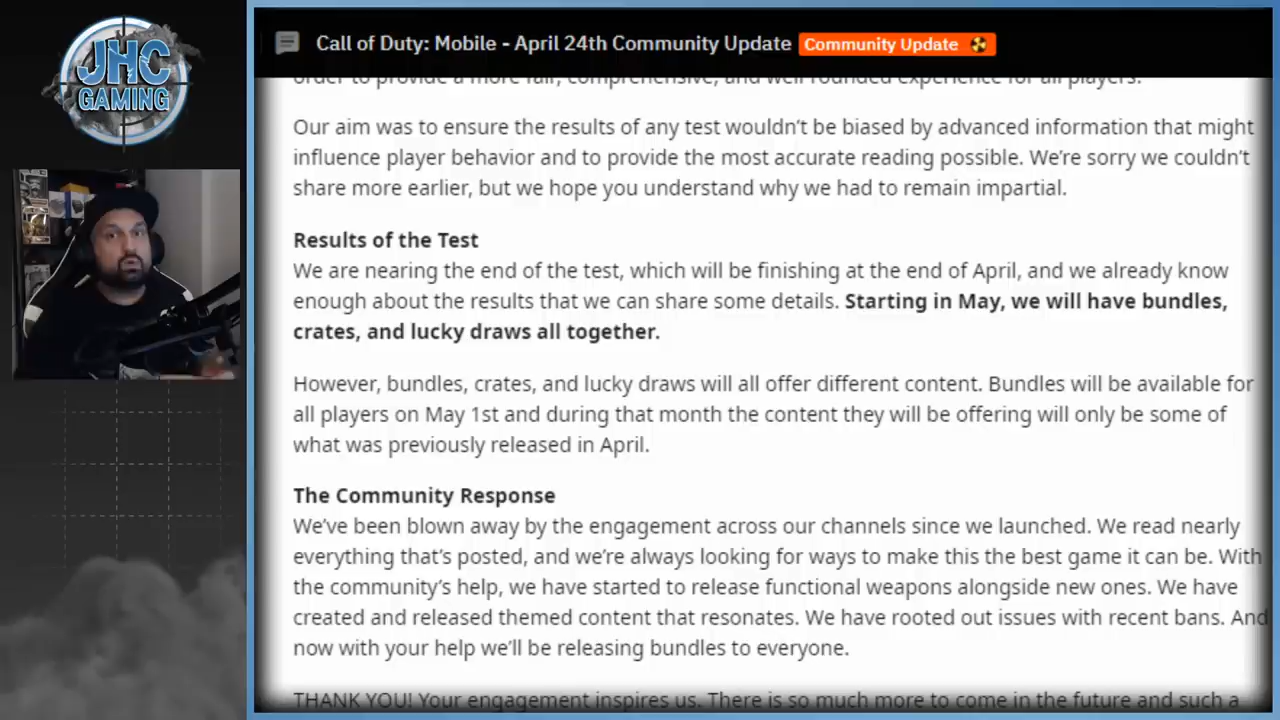 JHC
GAMING
Call of Duty: Mobile - April 24th Community Update Community Update
order to provide a more fair, comprehensive, and well rounded experience for all players.
Our aim was to ensure the results of any test wouldn't be biased by advanced information that might
influence player behavior and to provide the most accurate reading possible. We're sorry we couldn't
share more earlier, but we hope you understand why we had to remain impartial.
Results of the Test
We are nearing the end of the test, which will be finishing at the end of April, and we already know
enough about the results that we can share some details. Starting in May, we will have bundles,
crates, and lucky draws all together.
However, bundles, crates, and lucky draws will all offer different content. Bundles will be available for
all players on May 1st and during that month the content they will be offering will only be some of
what was previously released in April.
The Community Response
We've been blown away by the engagement across our channels since we launched. We read nearly
everything that's posted, and we're always looking for ways to make this the best game it can be. With
the community's help, we have started to release functional weapons alongside new ones. We have
created and released themed content that resonates. We have rooted out issues with recent bans. And
now with your help we'll be releasing bundles to everyone.
THANK YOU! Your engagement inspires us. There is so much more to come in the future and such a